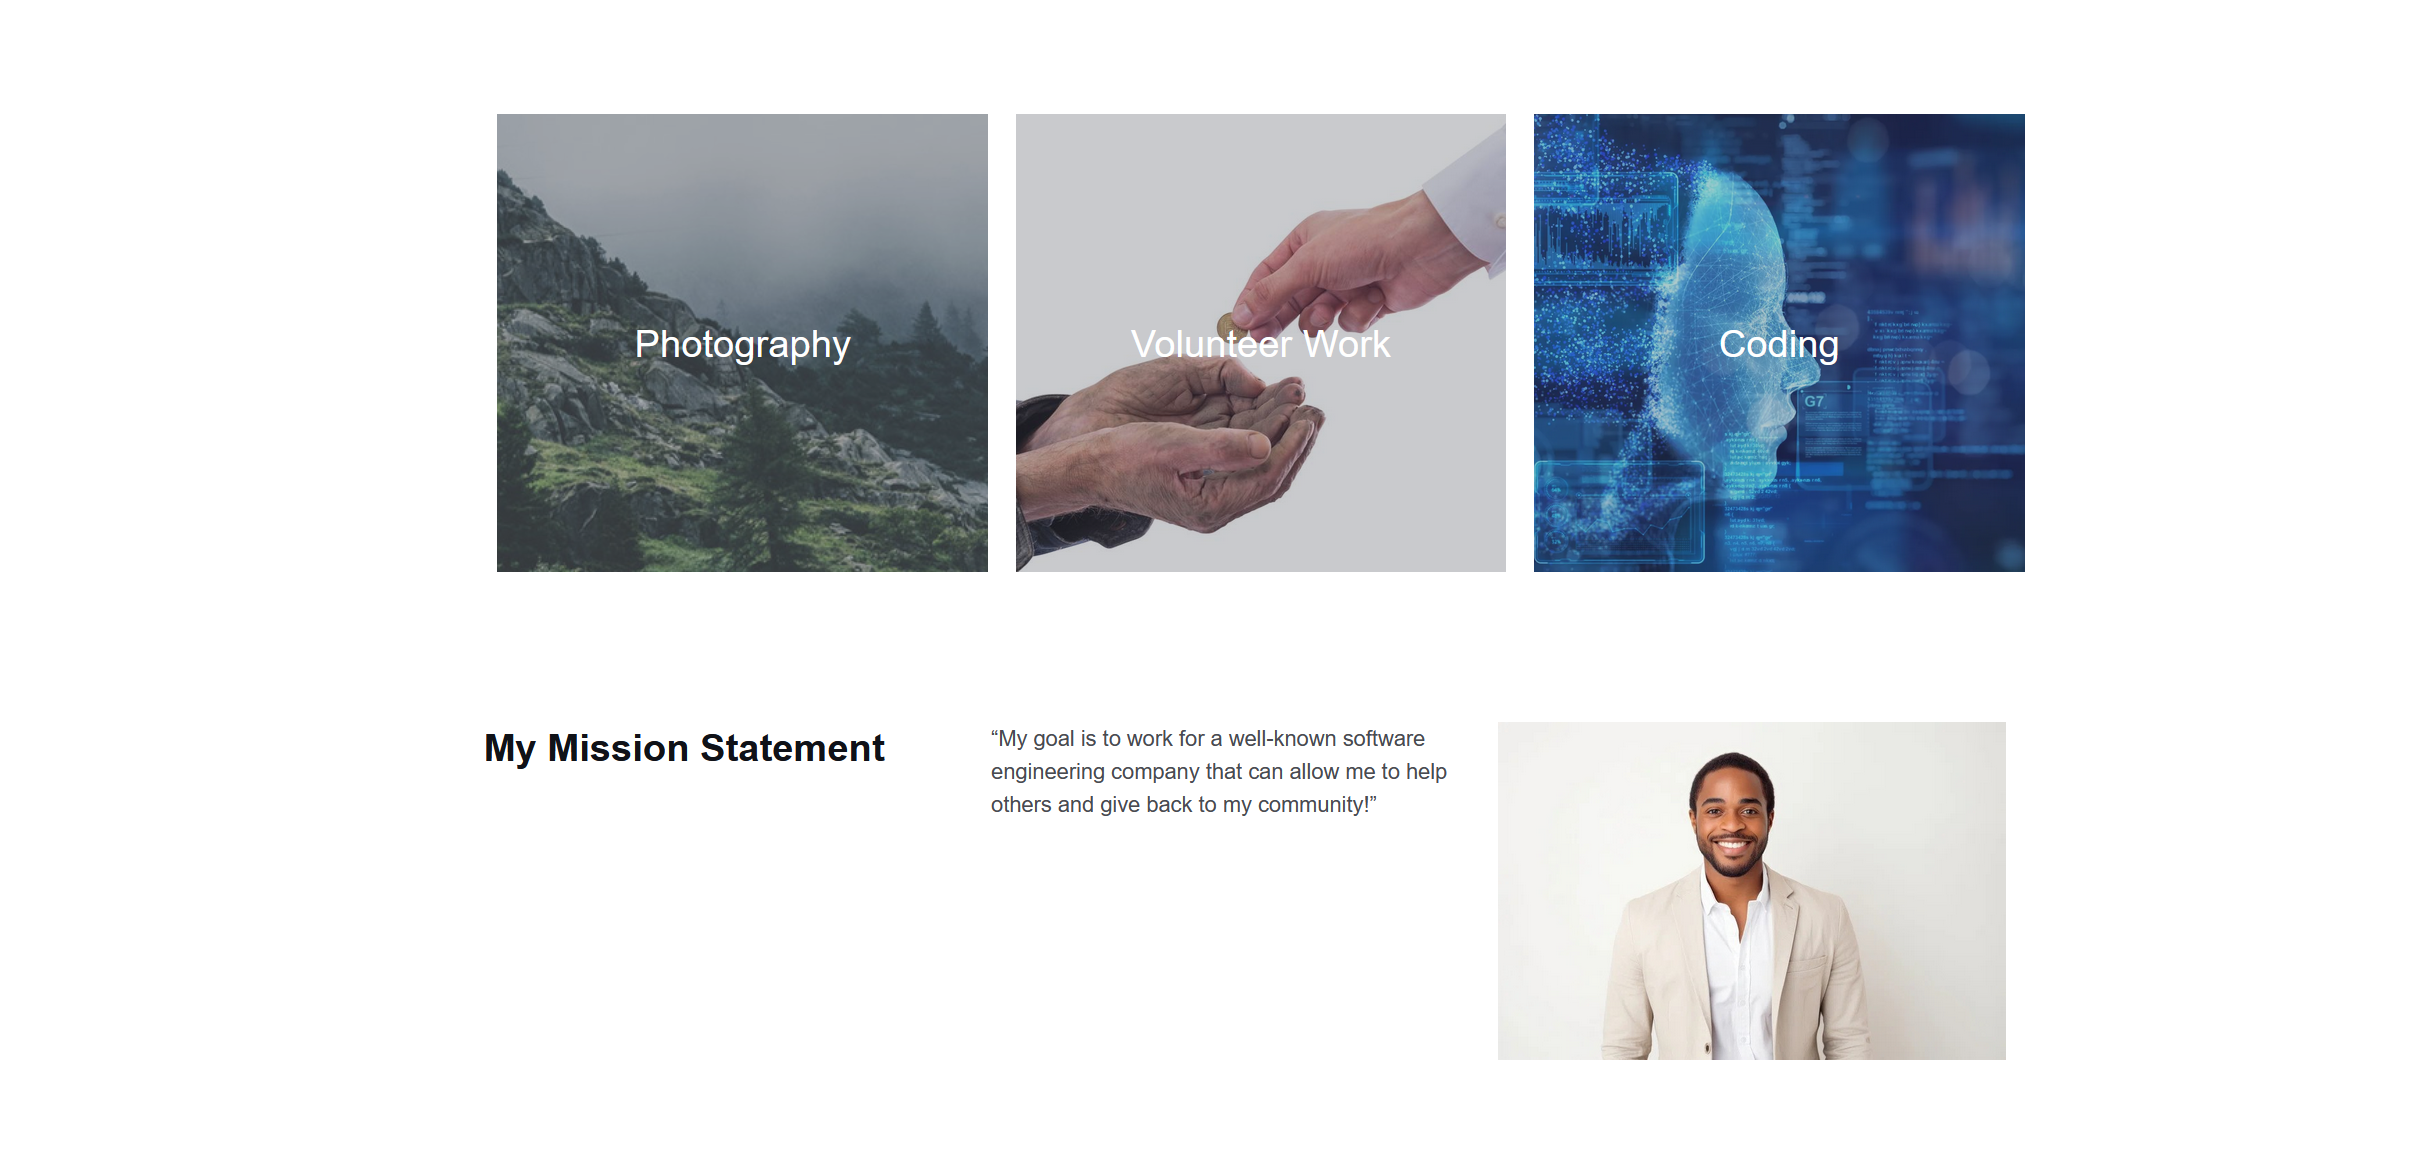 Photography
Volunteer Work
Coding
G7
My Mission Statement
“My goal is to work for a well-known software
engineering company that can allow me to help
others and give back to my community!”